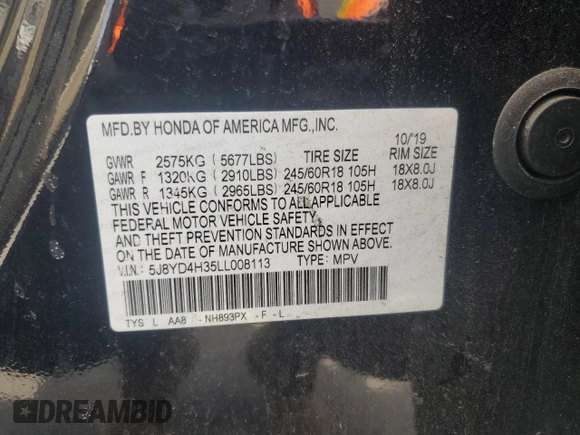 MFD.BY HONDA OF AMERICA MFG.,INC.
10/19
GVWR 2575KG ( 5677LBS) TIRE SIZE RIM SIZE
GAWR F 1320KG ( 2910LBS) 245/60R18 105H 18X8.0J
GAWR R 1345KG ( 2965LBS) 245/60R18 105H 18X8.0J
THIS VEHICLE CONFORMS TO ALL APPLICABLE
FEDERAL MOTOR VEHICLE SAFETY
AND THEFT PREVENTION STANDARDS IN EFFECT
ON THE DATE OF MANUFACTURE SHOWN ABOVE.
V.I.N.: 5J8YD4H35LL008113 TYPE: MPV
TYS L AA8 - NH893PX - F - L
DREAMBID